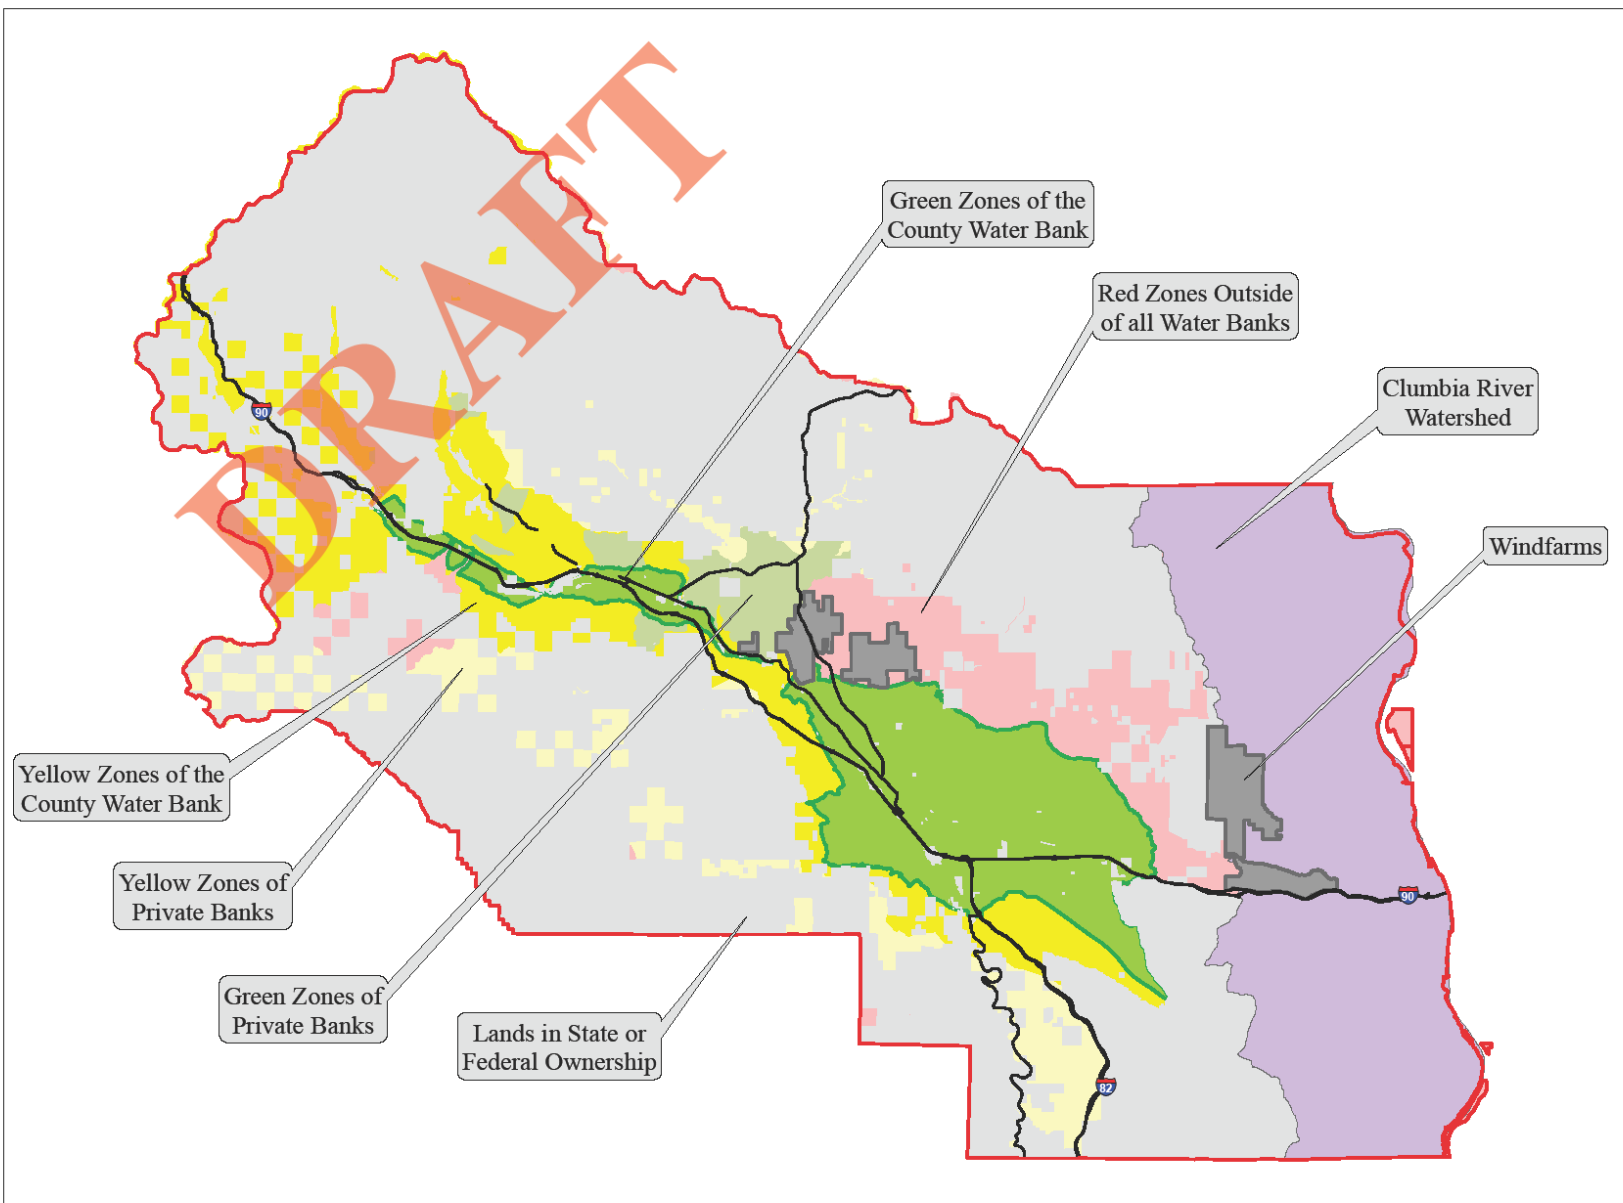 DRAFT
Green Zones of the
County Water Bank
Red Zones Outside
of all Water Banks
Clumbia River
Watershed
Windfarms
90
Yellow Zones of the
County Water Bank
Yellow Zones of
Private Banks
90
Green Zones of
Private Banks
Lands in State or
Federal Ownership
82